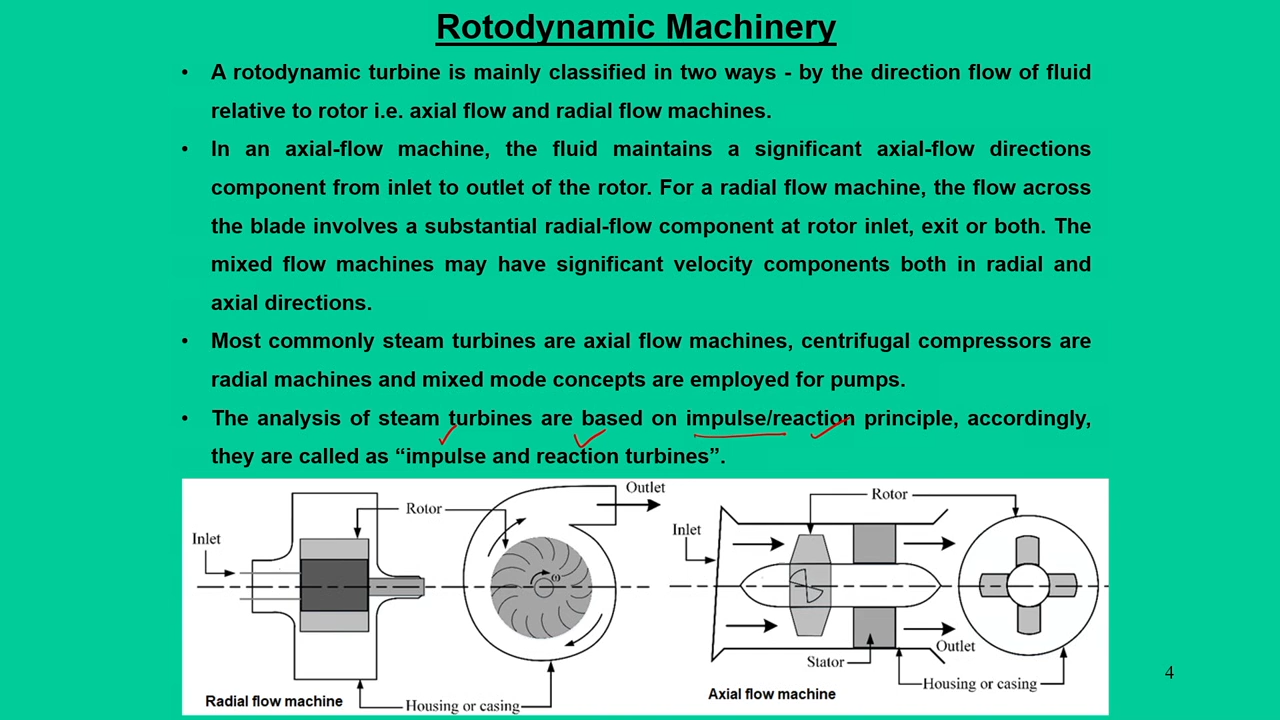 Rotodynamic Machinery
• A rotodynamic turbine is mainly classified in two ways - by the direction flow of fluid
relative to rotor i.e. axial flow and radial flow machines.
• In an axial-flow machine, the fluid maintains a significant axial-flow directions
component from inlet to outlet of the rotor. For a radial flow machine, the flow across
the blade involves a substantial radial-flow component at rotor inlet, exit or both. The
mixed flow machines may have significant velocity components both in radial and
axial directions.
• Most commonly steam turbines are axial flow machines, centrifugal compressors are
radial machines and mixed mode concepts are employed for pumps.
• The analysis of steam turbines are based on impulse/reaction principle, accordingly,
they are called as “impulse and reaction turbines”.
Inlet
Rotor
Outlet
ω
Radial flow machine
Housing or casing
Inlet
Rotor
Stator
Outlet
Axial flow machine
Housing or casing
4